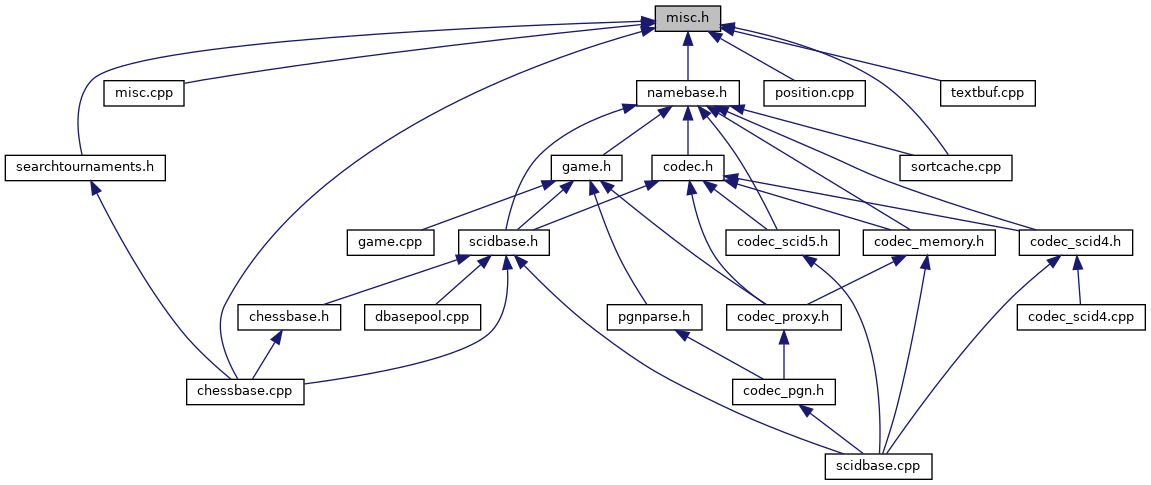 misc.h
misc.cpp
namebase.h
position.cpp
textbuf.cpp
searchtournaments.h
game.h
codec.h
sortcache.cpp
game.cpp
scidbase.h
codec_scid5.h
codec_memory.h
codec_scid4.h
chessbase.h
dbasepool.cpp
pgnparse.h
codec_proxy.h
codec_scid4.cpp
chessbase.cpp
codec_pgn.h
scidbase.cpp